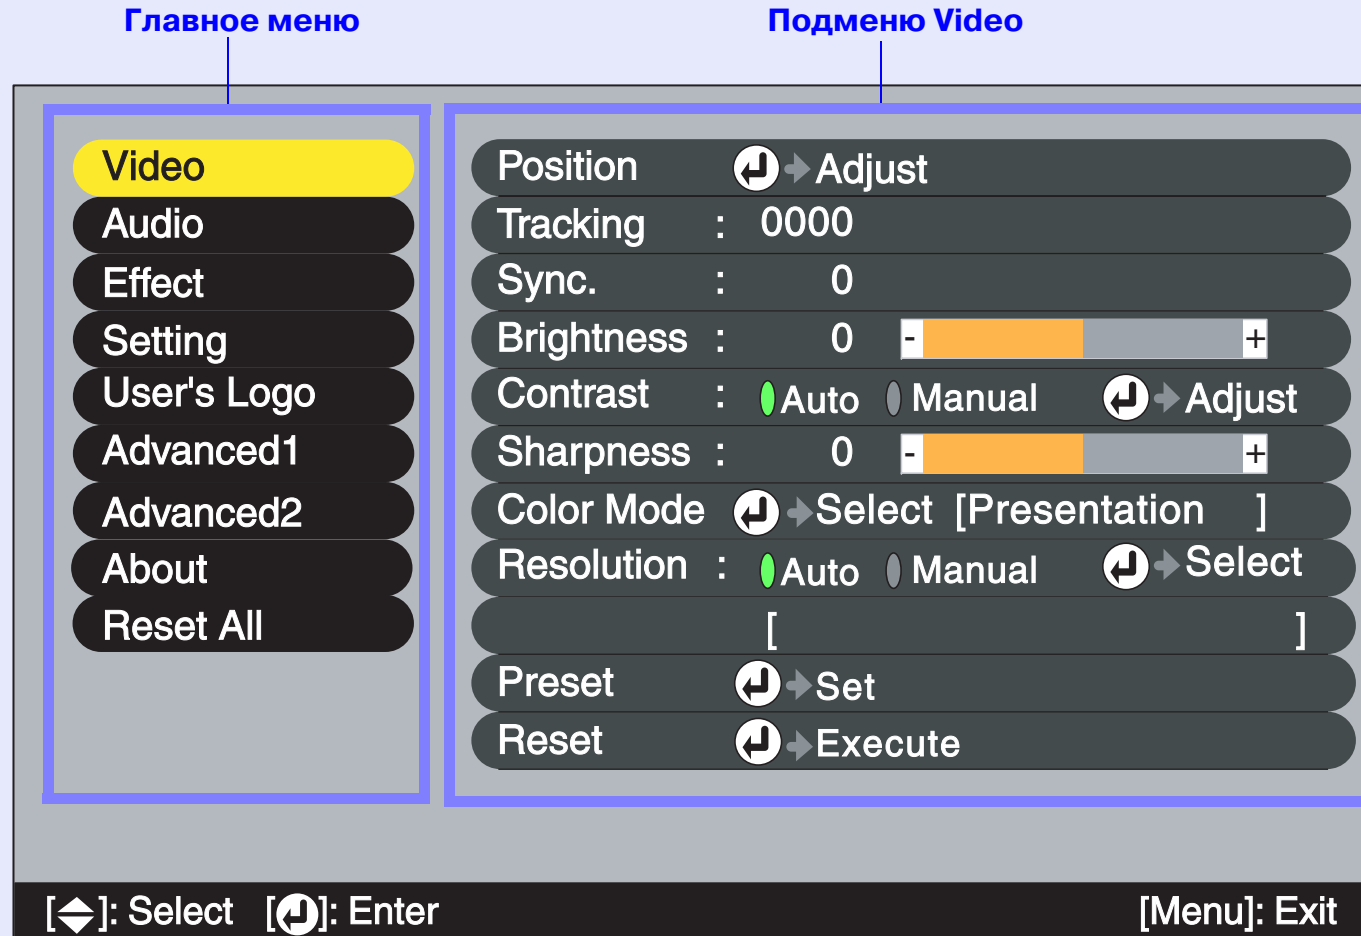 Главное меню
Подменю Video
Video
Audio
Effect
Setting
User's Logo
Advanced1
Advanced2
About
Reset All
Position Adjust
Tracking : 0000
Sync. : 0
Brightness : 0 - +
Contrast : Auto Manual Adjust
Sharpness : 0 - +
Color Mode Select [Presentation ]
Resolution : Auto Manual Select
[ ]
Preset Set
Reset Execute
[ ]: Select [ ]: Enter [Menu]: Exit